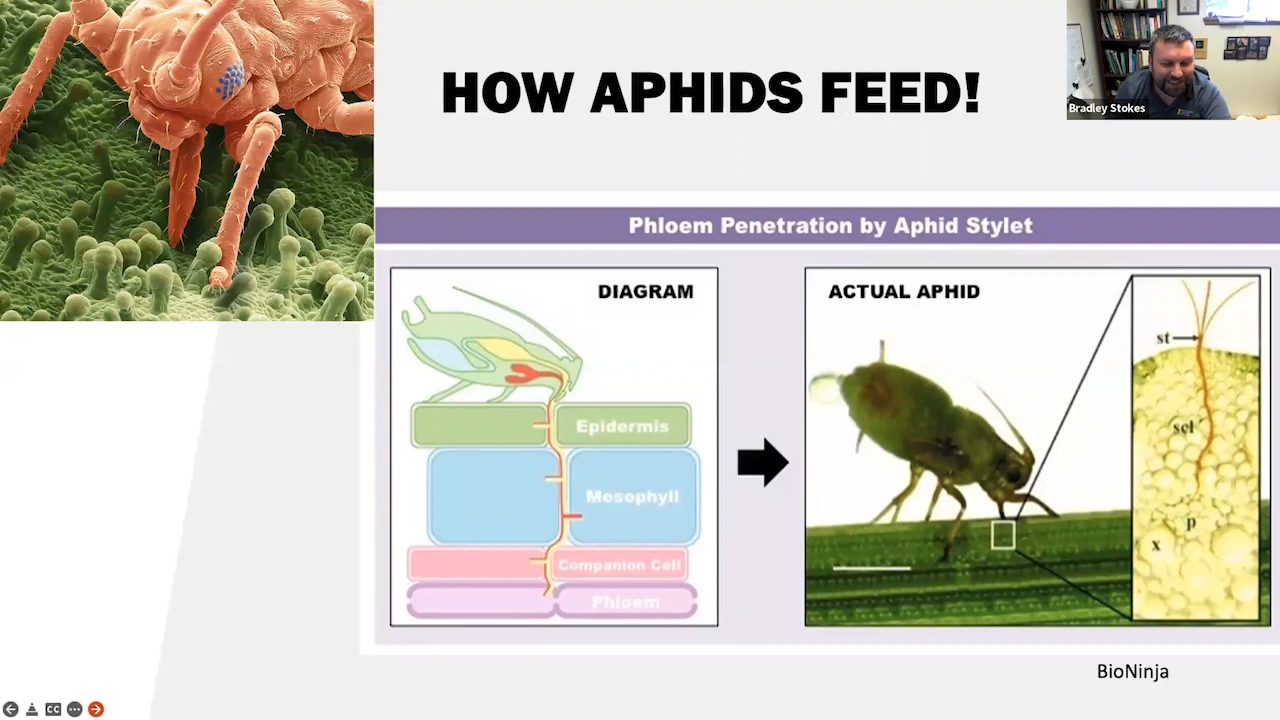 HOW APHIDS FEED!
Bradley Stokes
Phloem Penetration by Aphid Stylet
DIAGRAM
Epidermis
Mesophyll
Companion Cell
Phloem
ACTUAL APHID
st
scl
p
x
BioNinja
CC